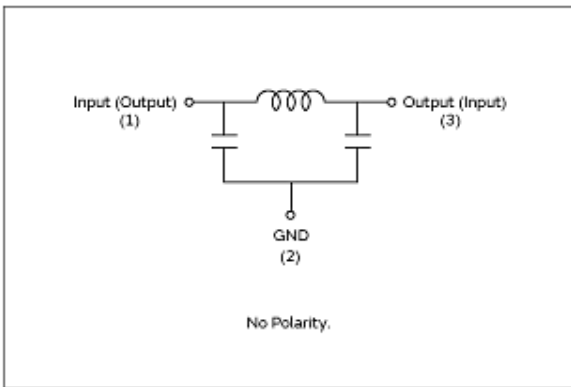 Input (Output)
(1)
Output (Input)
(3)
GND
(2)
No Polarity.